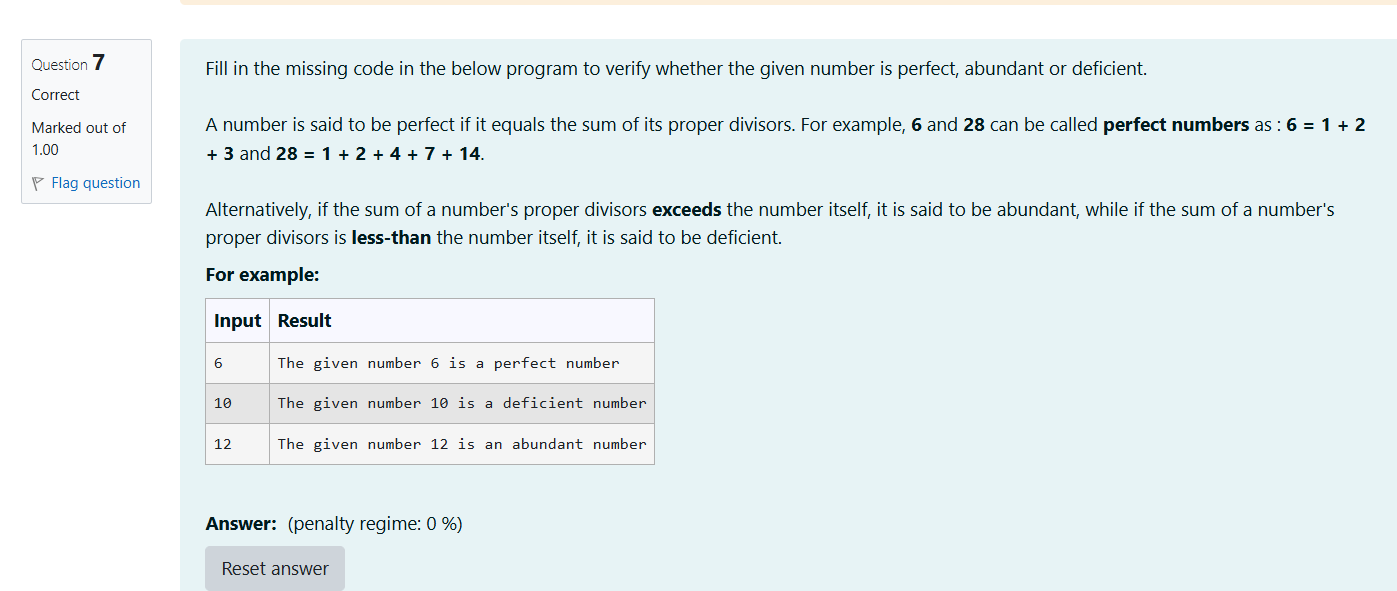 Question 7
Correct
Marked out of
1.00
Flag question
Fill in the missing code in the below program to verify whether the given number is perfect, abundant or deficient.
A number is said to be perfect if it equals the sum of its proper divisors. For example, 6 and 28 can be called perfect numbers as : 6 = 1 + 2
+ 3 and 28 = 1 + 2 + 4 + 7 + 14.
Alternatively, if the sum of a number's proper divisors exceeds the number itself, it is said to be abundant, while if the sum of a number's
proper divisors is less-than the number itself, it is said to be deficient.
For example:
Input Result
6 The given number 6 is a perfect number
10 The given number 10 is a deficient number
12 The given number 12 is an abundant number
Answer: (penalty regime: 0 %)
Reset answer